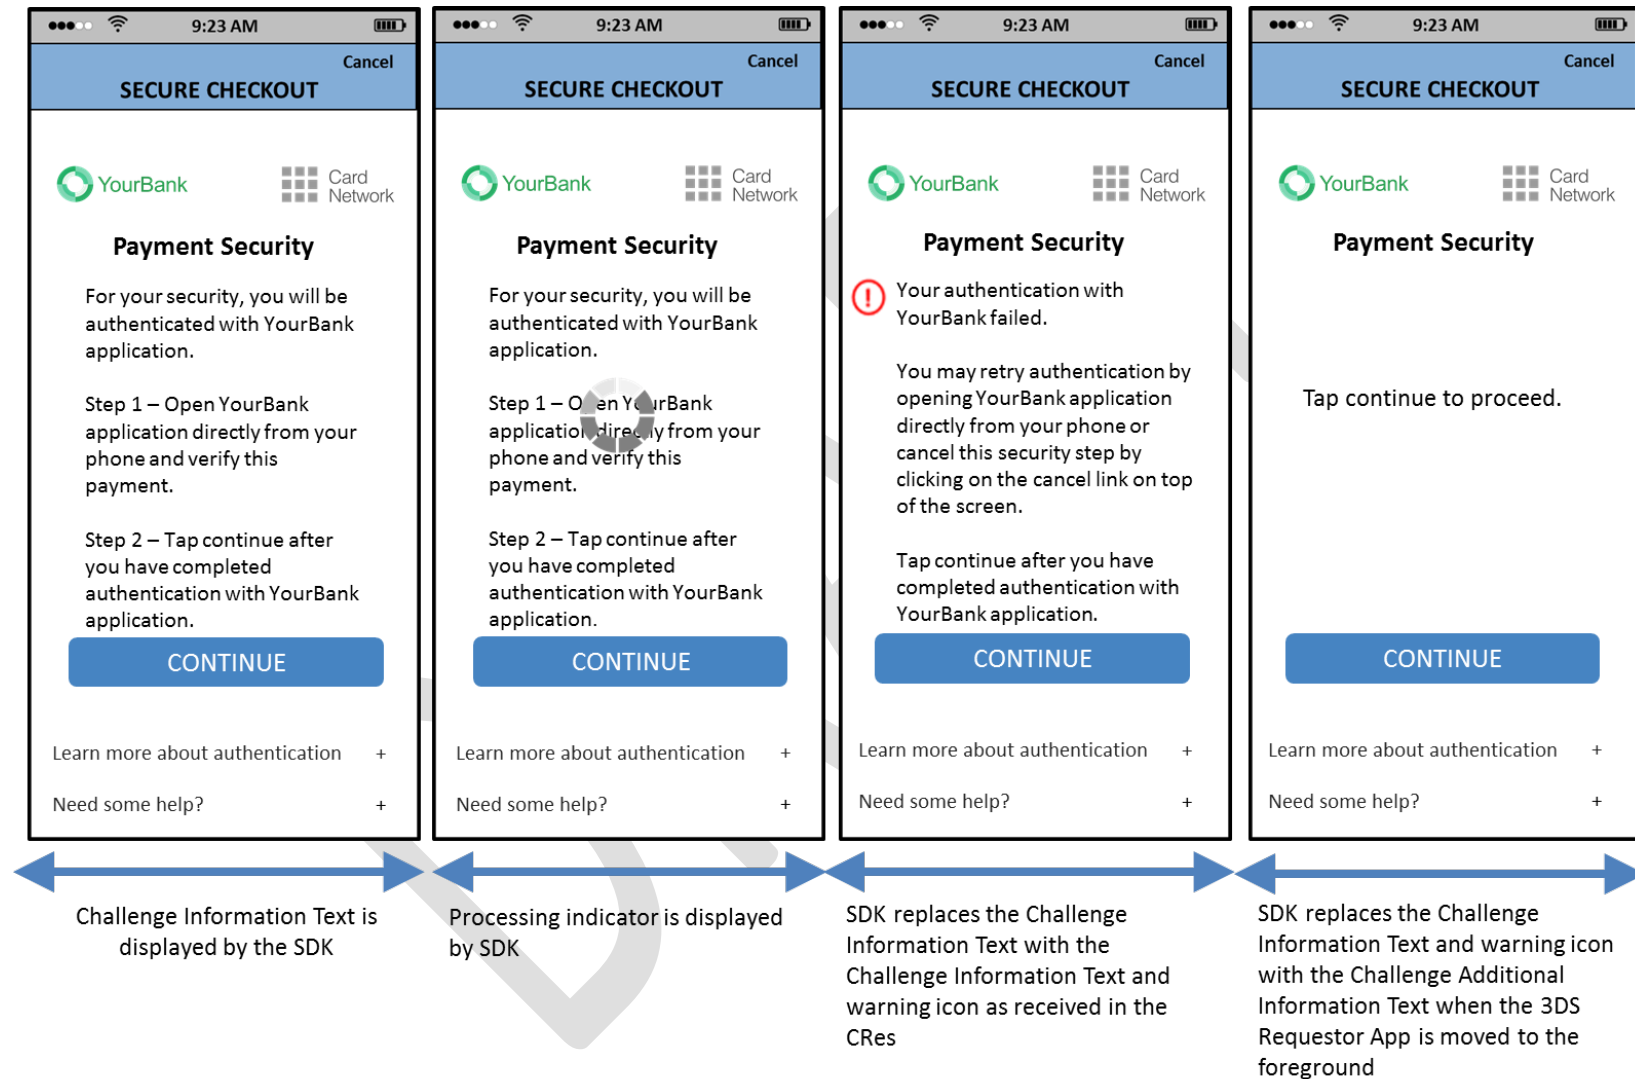 9:23 AM
Cancel
SECURE CHECKOUT
YourBank
Card
Network
Payment Security
For your security, you will be
authenticated with YourBank
application.
Step 1 – Open YourBank
application directly from your
phone and verify this
payment.
Step 2 – Tap continue after
you have completed
authentication with YourBank
application.
CONTINUE
Learn more about authentication +
Need some help? +
Challenge Information Text is
displayed by the SDK
9:23 AM
Cancel
SECURE CHECKOUT
YourBank
Card
Network
Payment Security
For your security, you will be
authenticated with YourBank
application.
Step 1 – Open YourBank
application directly from your
phone and verify this
payment.
Step 2 – Tap continue after
you have completed
authentication with YourBank
application.
CONTINUE
Learn more about authentication +
Need some help? +
Processing indicator is displayed
by SDK
9:23 AM
Cancel
SECURE CHECKOUT
YourBank
Card
Network
Payment Security
Your authentication with
YourBank failed.
You may retry authentication by
opening YourBank application
directly from your phone or
cancel this security step by
clicking on the cancel link on top
of the screen.
Tap continue after you have
completed authentication with
YourBank application.
CONTINUE
Learn more about authentication +
Need some help? +
SDK replaces the Challenge
Information Text with the
Challenge Information Text and
warning icon as received in the
CRes
9:23 AM
Cancel
SECURE CHECKOUT
YourBank
Card
Network
Payment Security
Tap continue to proceed.
CONTINUE
Learn more about authentication +
Need some help? +
SDK replaces the Challenge
Information Text and warning icon
with the Challenge Additional
Information Text when the 3DS
Requestor App is moved to the
foreground